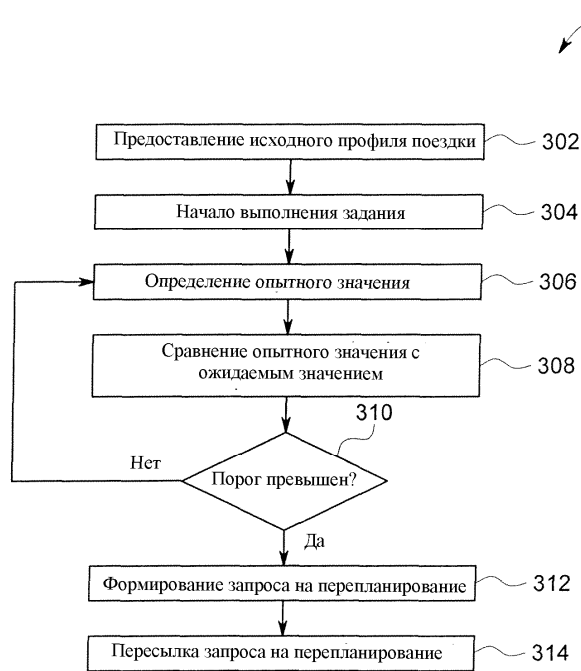 Предоставление исходного профиля поездки
302
Начало выполнения задания
304
Определение опытного значения
306
Сравнение опытного значения с
ожидаемым значением
308
310
Нет
Порог превышен?
Да
Формирование запроса на перепланирование
312
Пересылка запроса на перепланирование
314